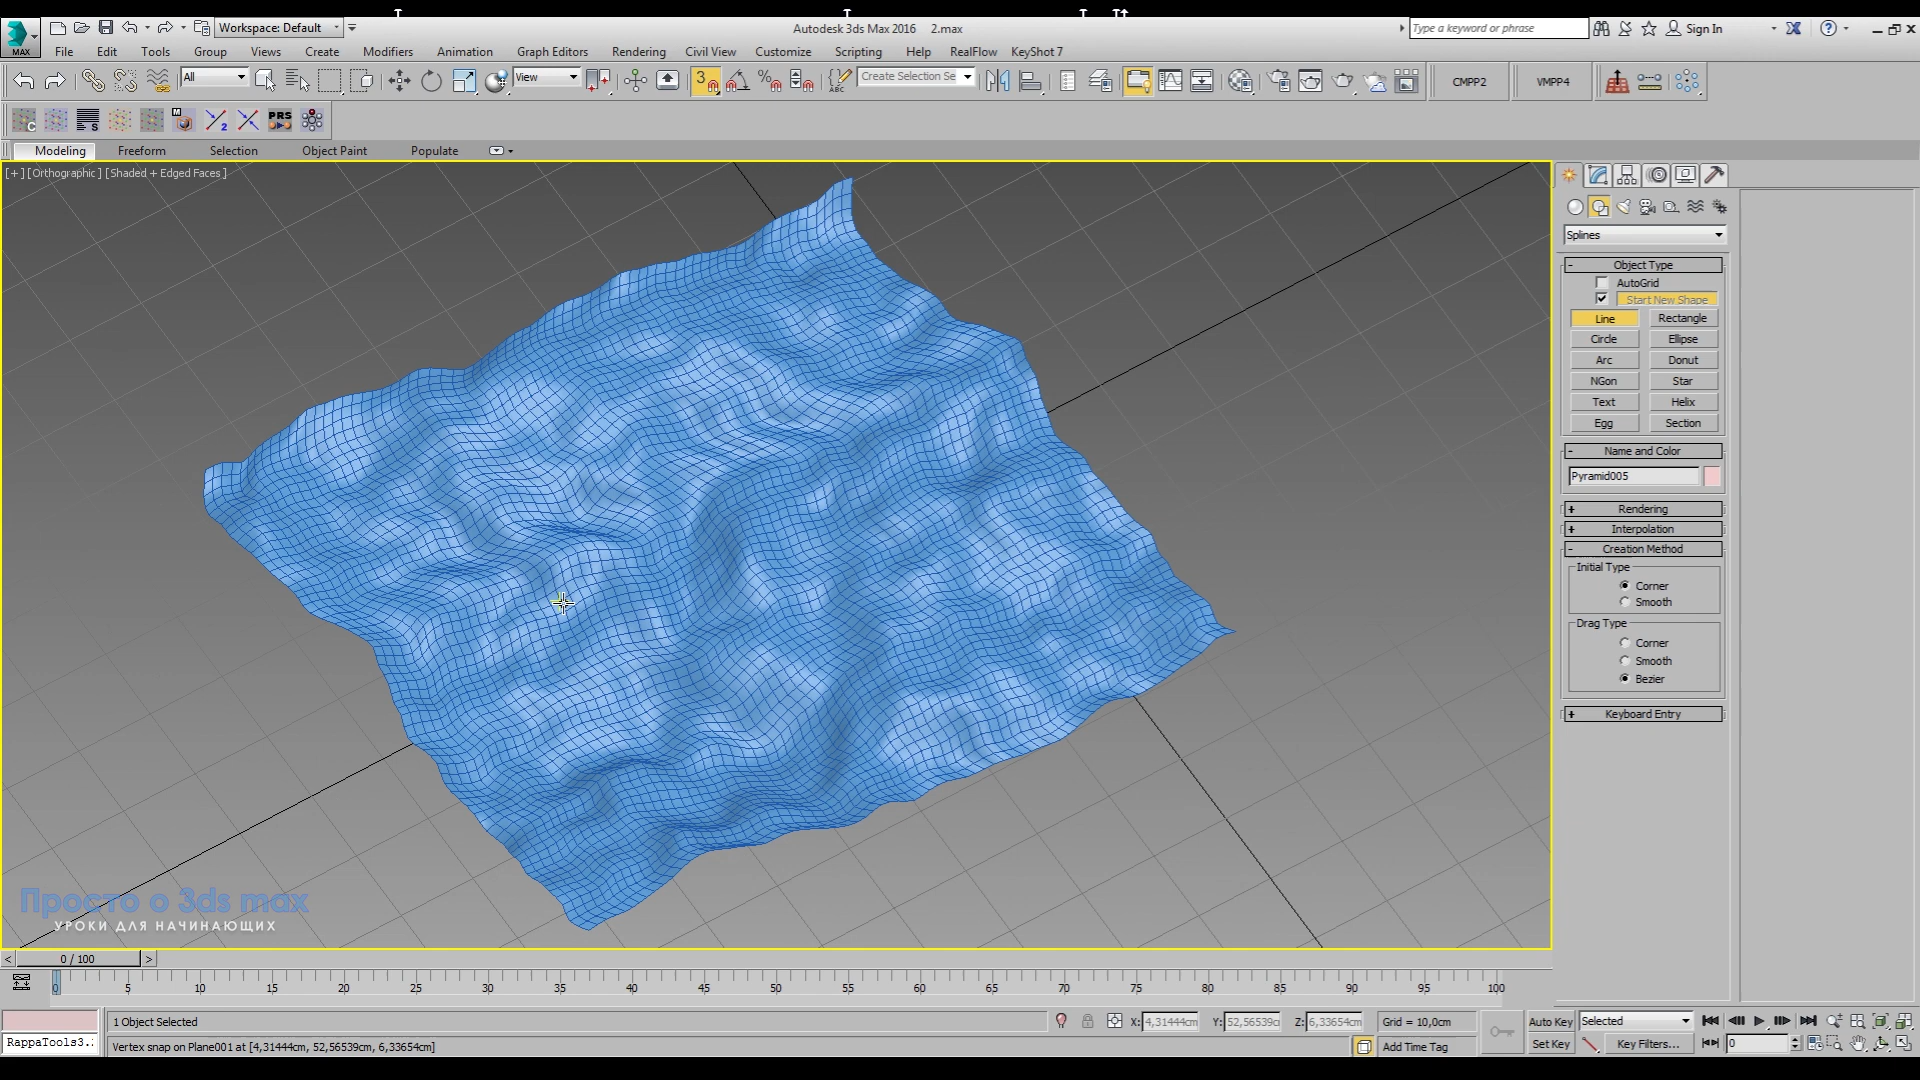 Workspace: Default
Autodesk 3ds Max 2016 2.max
Type a keyword or phrase
Sign In
MAX
File Edit Tools Group Views Create Modifiers Animation Graph Editors Rendering Civil View Customize Scripting Help RealFlow KeyShot 7
All
View
3
Create Selection Se
CMPP2
VMPP4
PRS
Modeling Freeform Selection Object Paint Populate
[+] [Orthographic] [Shaded + Edged Faces]
Splines
Object Type
AutoGrid
Start New Shape
Line Rectangle
Circle Ellipse
Arc Donut
NGon Star
Text Helix
Egg Section
Name and Color
Pyramid005
Rendering
Interpolation
Creation Method
Initial Type
Corner
Smooth
Drag Type
Corner
Smooth
Bezier
Keyboard Entry
Просто о 3ds max
УРОКИ ДЛЯ НАЧИНАЮЩИХ
< 0 / 100 >
0 5 10 15 20 25 30 35 40 45 50 55 60 65 70 75 80 85 90 95 100
1 Object Selected
X: 4,31444cm Y: 52,56539c Z: 6,33654cm
Grid = 10,0cm
Auto Key
Selected
RappaTools3.
Vertex snap on Plane001 at [4,31444cm, 52,56539cm, 6,33654cm]
Add Time Tag
Set Key
Key Filters...
0